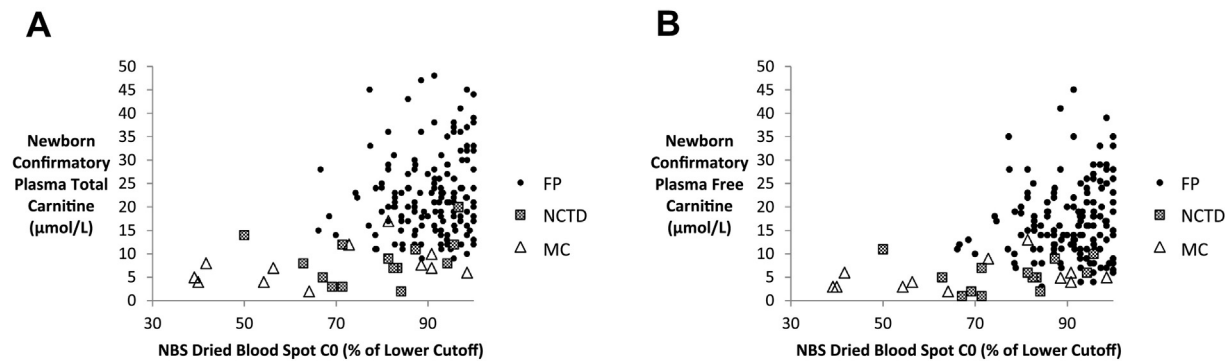 A
50
45
40
35
30
25
20
15
10
5
0
Newborn
Confirmatory
Plasma Total
Carnitine
(μmol/L)
30 50 70 90
NBS Dried Blood Spot C0 (% of Lower Cutoff)
FP
NCTD
MC
B
50
45
40
35
30
25
20
15
10
5
0
Newborn
Confirmatory
Plasma Free
Carnitine
(μmol/L)
30 50 70 90
NBS Dried Blood Spot C0 (% of Lower Cutoff)
FP
NCTD
MC